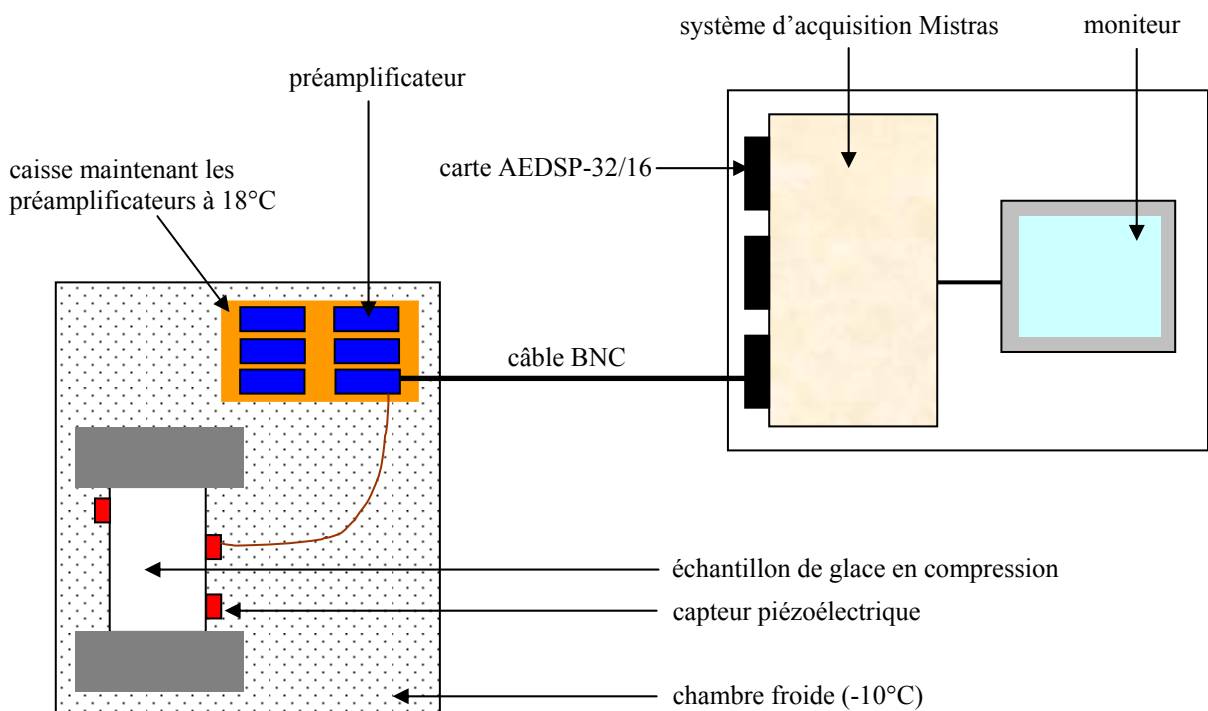 système d'acquisition Mistras
moniteur
préamplificateur
caisse maintenant les
préamplificateurs à 18°C
carte AEDSP-32/16
câble BNC
échantillon de glace en compression
capteur piézoélectrique
chambre froide (-10°C)